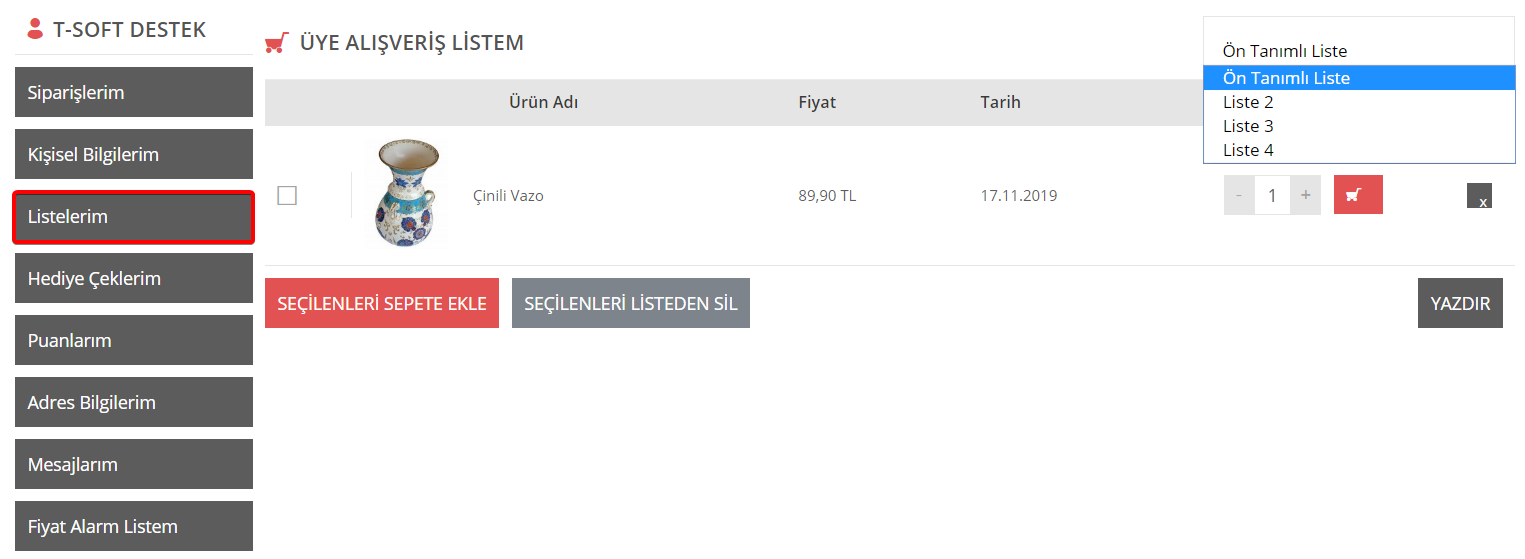 T-SOFT DESTEK
Siparişlerim
Kişisel Bilgilerim
Listelerim
Hediye Çeklerim
Puanlarım
Adres Bilgilerim
Mesajlarım
Fiyat Alarm Listem
ÜYE ALIŞVERİŞ LİSTEM
Ön Tanımlı Liste
Ön Tanımlı Liste
Liste 2
Liste 3
Liste 4
Ürün Adı Fiyat Tarih
Çinili Vazo 89,90 TL 17.11.2019 - 1 + x
SEÇİLENLERİ SEPETE EKLE SEÇİLENLERİ LİSTEDEN SİL YAZDIR